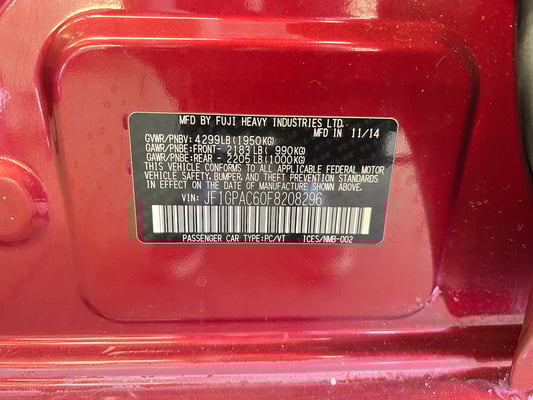 MFD BY FUJI HEAVY INDUSTRIES LTD.
MFD IN 11/14
GVWR/PNBV: 4299LB(1950KG)
GAWR/PNBE:FRONT- 2183LB( 990KG)
GAWR/PNBE:REAR - 2205LB(1000KG)
THIS VEHICLE CONFORMS TO ALL APPLICABLE FEDERAL MOTOR
VEHICLE SAFETY, BUMPER, AND THEFT PREVENTION STANDARDS
IN EFFECT ON THE DATE OF MANUFACTURE SHOWN ABOVE.
VIN: JF1GPAC60F8208296
PASSENGER CAR TYPE:PC/VT ICES/NMB-002